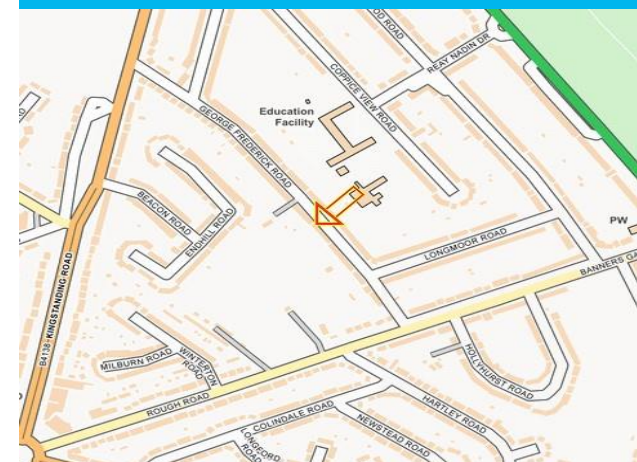 OD ROAD
REAY NADIN DR
COPPICE VIEW ROAD
Education
Facility
GEORGE FREDERICK ROAD
BEACON ROAD
ENDHILL ROAD
PW
LONGMOOR ROAD
BANNERS GA
B4138 KINGSTANDING ROAD
MILBURN ROAD
WINTERTON
ROAD
HOLLYHURST ROAD
ROUGH ROAD
HARTLEY ROAD
COLINDALE ROAD
NEWSTEAD ROAD
LONGFORD
ROAD